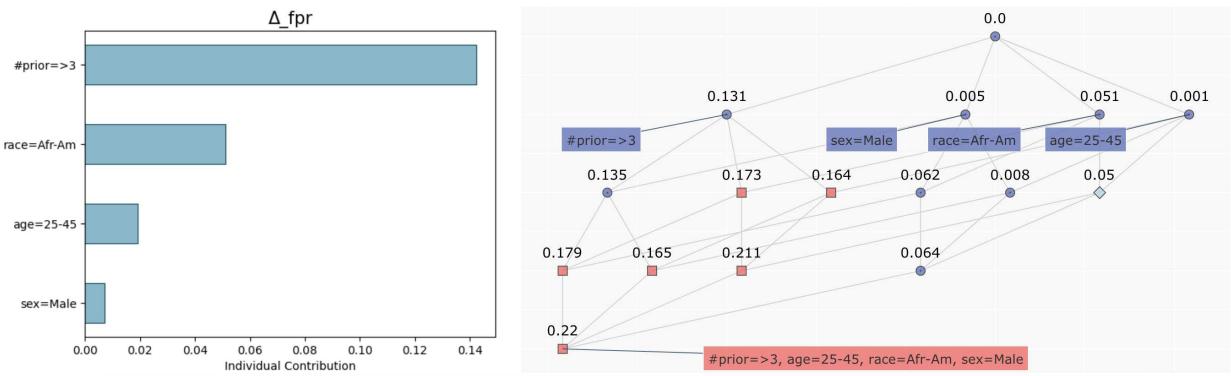 Δ_fpr
#prior=>3
race=Afr-Am
age=25-45
sex=Male
0.00 0.02 0.04 0.06 0.08 0.10 0.12 0.14
Individual Contribution
0.0
0.131 0.005 0.051 0.001
#prior=>3 sex=Male race=Afr-Am age=25-45
0.135 0.173 0.164 0.062 0.008 0.05
0.179 0.165 0.211 0.064
0.22
#prior=>3, age=25-45, race=Afr-Am, sex=Male